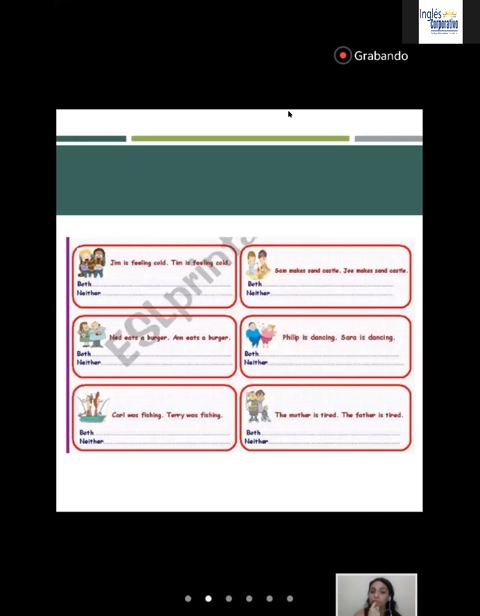 Inglés
Corporativo
Grabando
Jim is feeling cold. Tim is feeling cold.
Both
Neither
Sam makes sand castle. Joe makes sand castle.
Both
Neither
Ned eats a burger. Ann eats a burger.
Both
Neither
Philip is dancing. Sara is dancing.
Both
Neither
Carl was fishing. Terry was fishing.
Both
Neither
The mother is tired. The father is tired.
Both
Neither